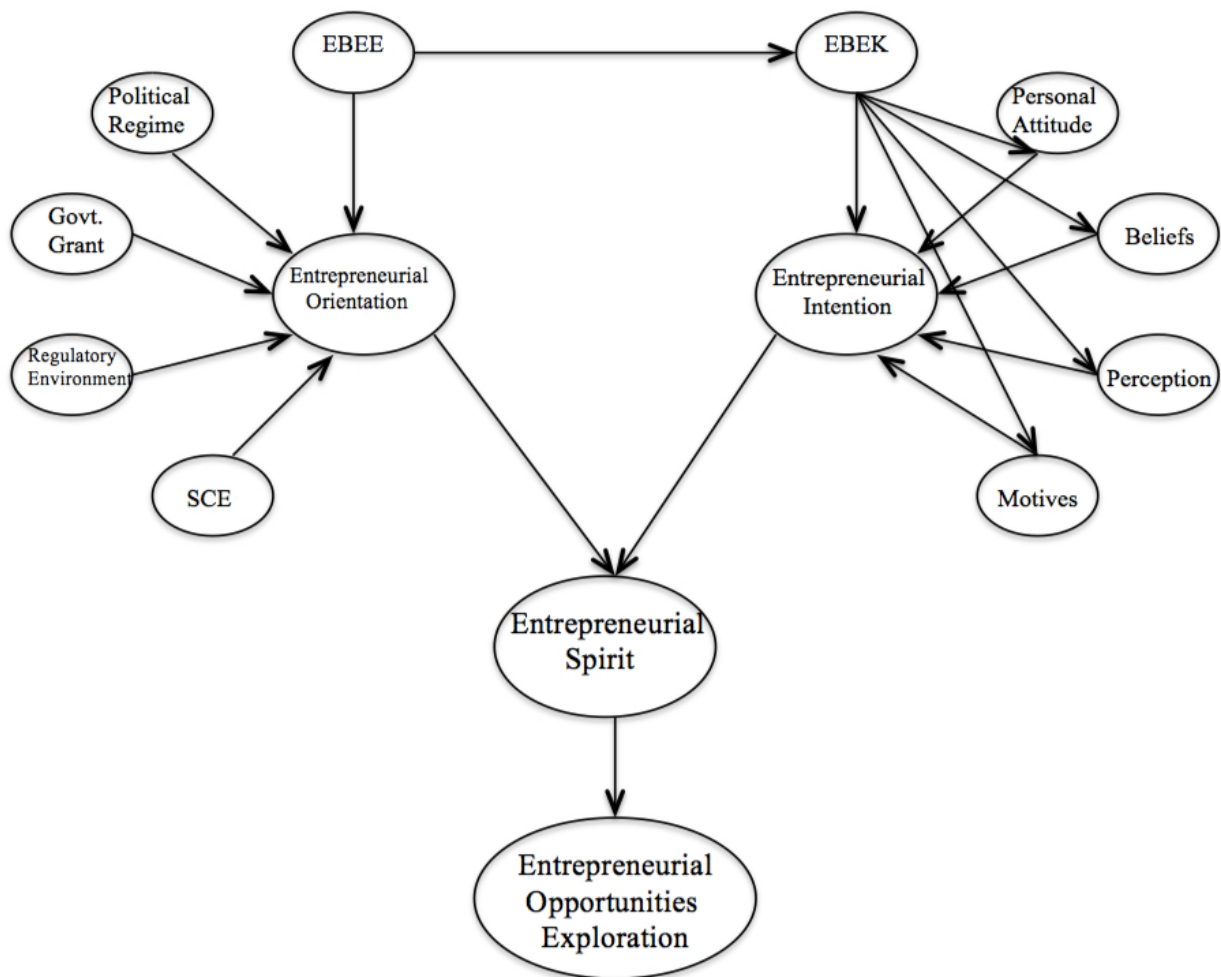 EBEE
EBEK
Political
Regime
Personal
Attitude
Govt.
Grant
Beliefs
Entrepreneurial
Orientation
Entrepreneurial
Intention
Regulatory
Environment
Perception
SCE
Motives
Entrepreneurial
Spirit
Entrepreneurial
Opportunities
Exploration